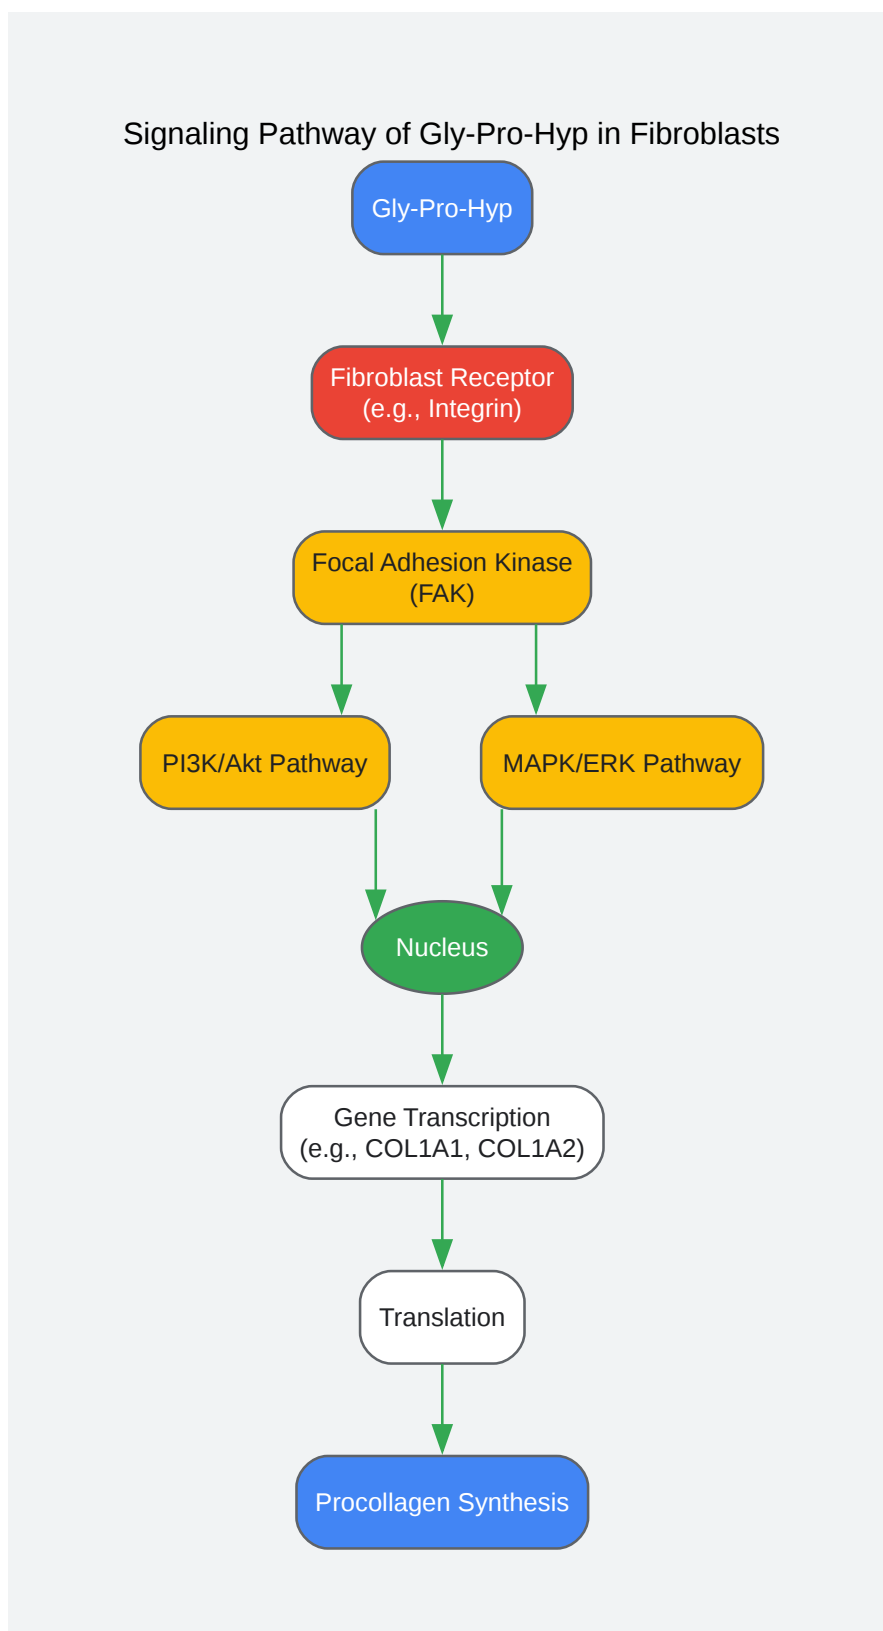 Signaling Pathway of Gly-Pro-Hyp in Fibroblasts
Gly-Pro-Hyp
Fibroblast Receptor
(e.g., Integrin)
Focal Adhesion Kinase
(FAK)
PI3K/Akt Pathway
MAPK/ERK Pathway
Nucleus
Gene Transcription
(e.g., COL1A1, COL1A2)
Translation
Procollagen Synthesis